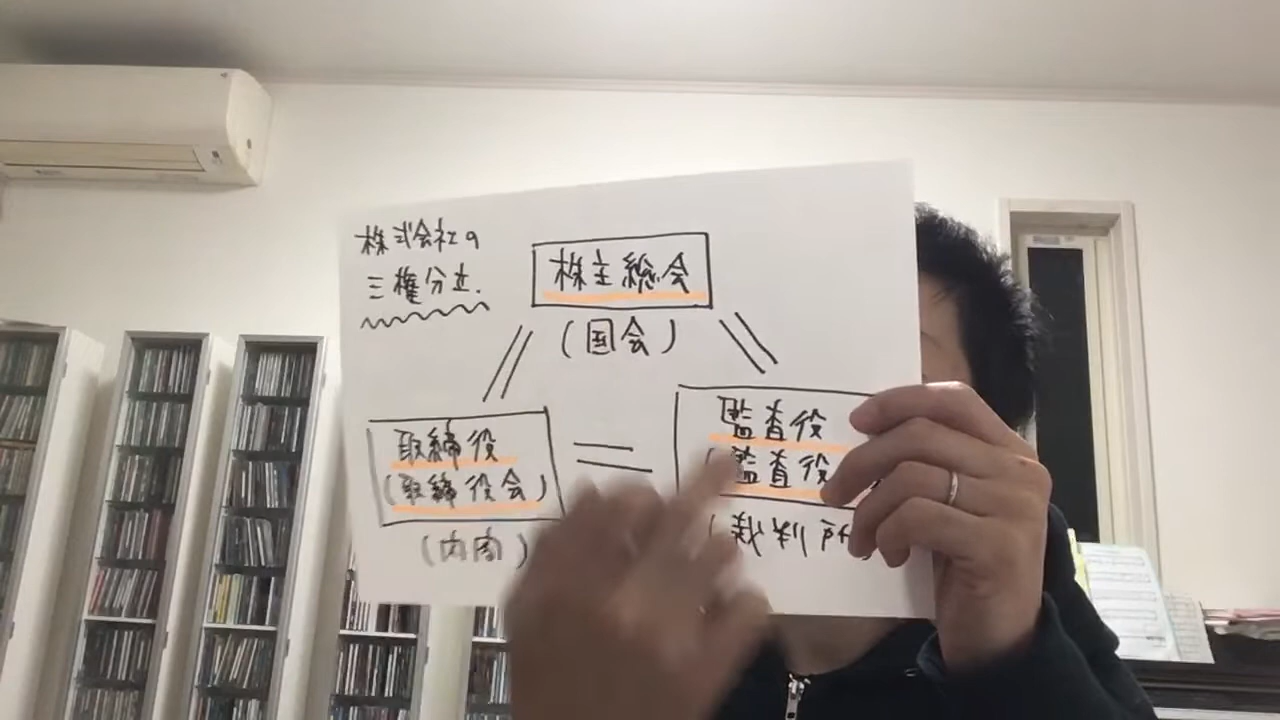 株式会社の
三権分立.
株主総会
(国会)
取締役
(取締役会)
(内閣)
監査役
(監査役
(裁判所